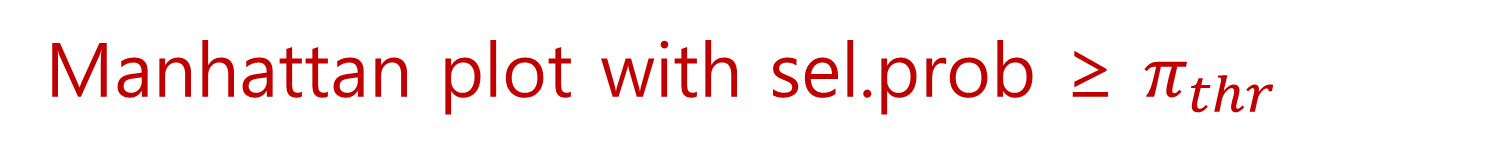 Manhattan plot with sel.prob ≥ π_thr